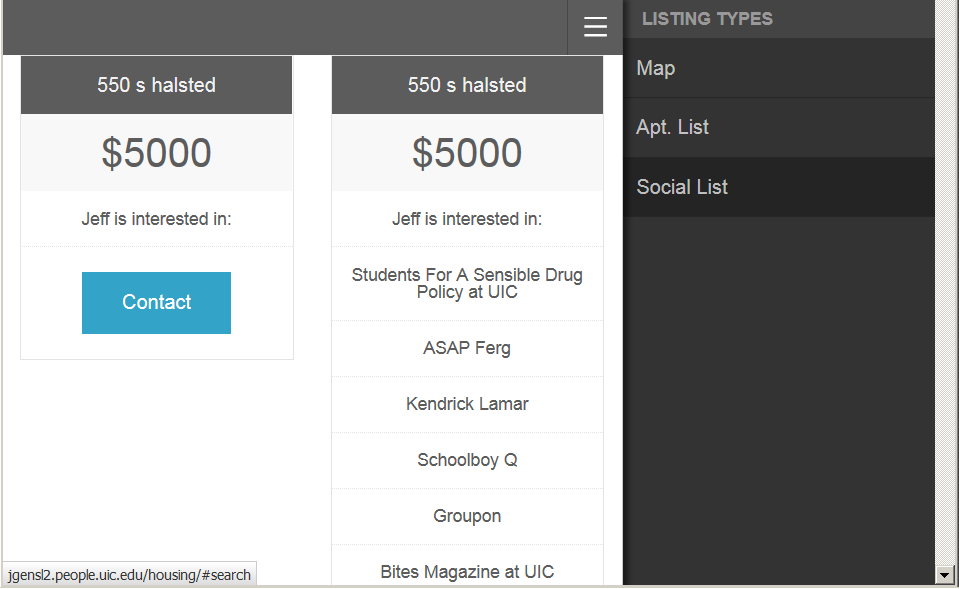 550 s halsted
$5000
Jeff is interested in:
Contact
550 s halsted
$5000
Jeff is interested in:
Students For A Sensible Drug
Policy at UIC
ASAP Ferg
Kendrick Lamar
Schoolboy Q
Groupon
Bites Magazine at UIC
LISTING TYPES
Map
Apt. List
Social List
jgensl2.people.uic.edu/housing/#search